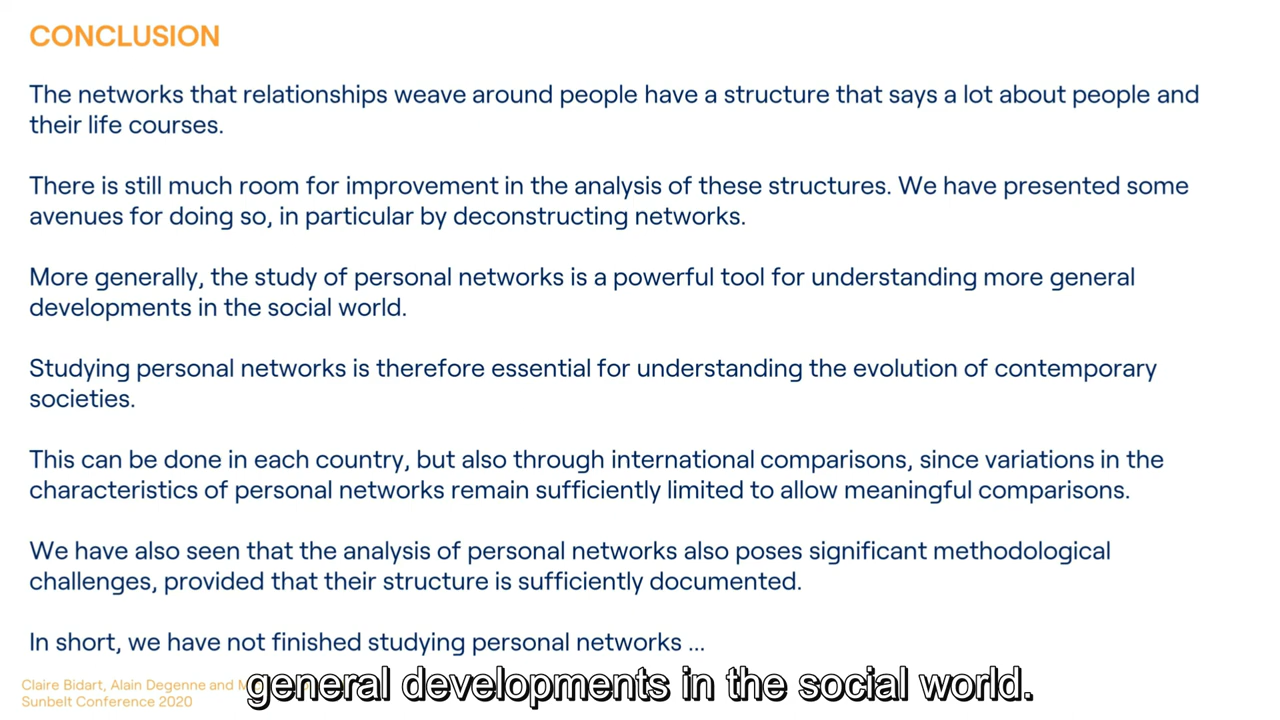 CONCLUSION
The networks that relationships weave around people have a structure that says a lot about people and
their life courses.
There is still much room for improvement in the analysis of these structures. We have presented some
avenues for doing so, in particular by deconstructing networks.
More generally, the study of personal networks is a powerful tool for understanding more general
developments in the social world.
Studying personal networks is therefore essential for understanding the evolution of contemporary
societies.
This can be done in each country, but also through international comparisons, since variations in the
characteristics of personal networks remain sufficiently limited to allow meaningful comparisons.
We have also seen that the analysis of personal networks also poses significant methodological
challenges, provided that their structure is sufficiently documented.
In short, we have not finished studying personal networks ...
Claire Bidart, Alain Degenne and
Sunbelt Conference 2020
general developments in the social world.